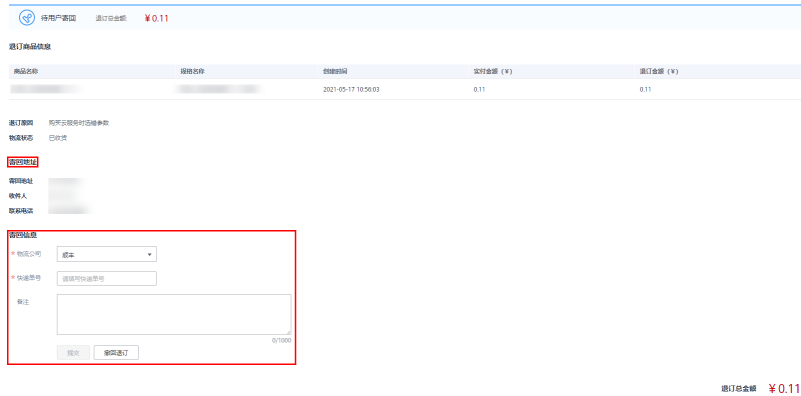 待用户寄回 退订总金额: ¥0.11
退订商品信息
商品名称 规格名称 创建时间 实付金额（¥） 退订金额（¥）
2021-05-17 10:56:03 0.11 0.11
退订原因 购买云服务时选错参数
物流状态 已收货
寄回地址
寄回地址
收件人
联系电话
寄回信息
* 物流公司 顺丰
* 快递单号 请填写快递单号
备注
0/1000
提交 撤回退订
退订总金额 ¥0.11